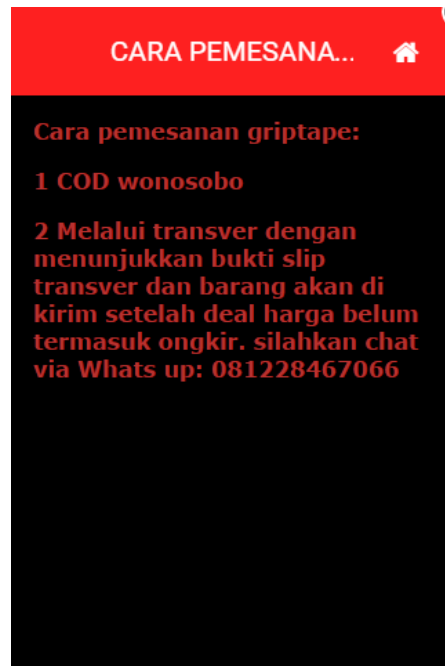 CARA PEMESANA...
Cara pemesanan griptape:
1 COD wonosobo
2 Melalui transver dengan
menunjukkan bukti slip
transver dan barang akan di
kirim setelah deal harga belum
termasuk ongkir. silahkan chat
via Whats up: 081228467066